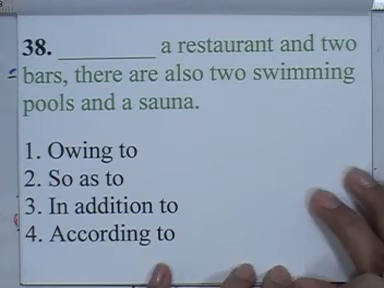 38. ________ a restaurant and two
bars, there are also two swimming
pools and a sauna.
1. Owing to
2. So as to
3. In addition to
4. According to